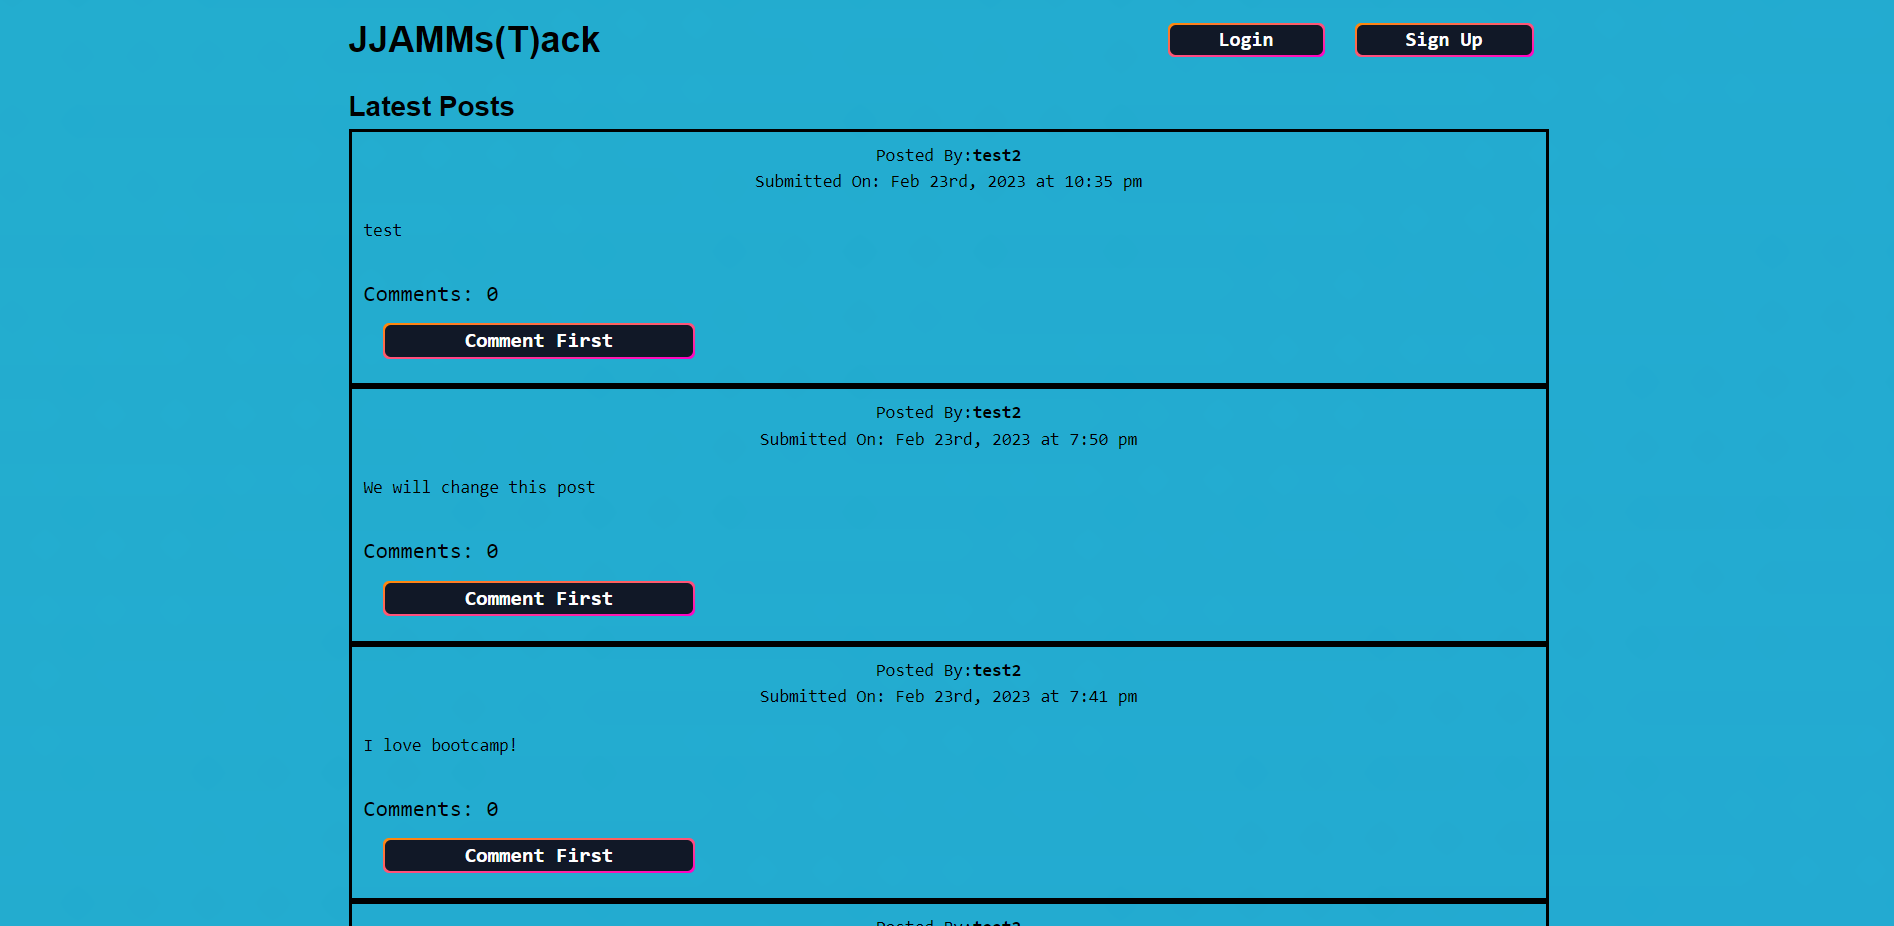 JJAMMs(T)ack
Login
Sign Up
Latest Posts
Posted By:test2
Submitted On: Feb 23rd, 2023 at 10:35 pm
test
Comments: 0
Comment First
Posted By:test2
Submitted On: Feb 23rd, 2023 at 7:50 pm
We will change this post
Comments: 0
Comment First
Posted By:test2
Submitted On: Feb 23rd, 2023 at 7:41 pm
I love bootcamp!
Comments: 0
Comment First
Posted By:test2